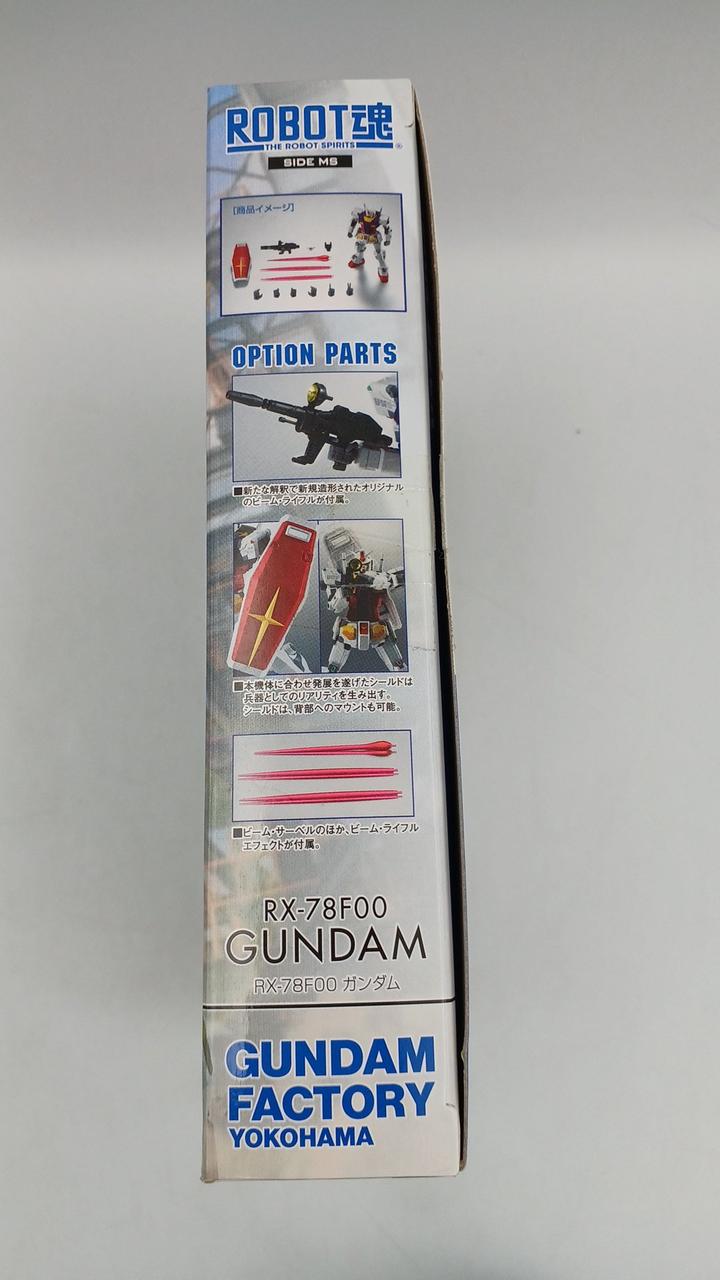 ROBOT魂
THE ROBOT SPIRITS®
SIDE MS
[商品イメージ]
OPTION PARTS
■新たな解釈で新規造形されたオリジナル
のビーム・ライフルが付属。
■本機体に合わせ発展を遂げたシールドは
兵器としてのリアリティを生み出す。
シールドは、背部へのマウントも可能。
■ビーム・サーベルのほか、ビーム・ライフル
エフェクトが付属。
RX-78F00
GUNDAM
RX-78F00 ガンダム
GUNDAM
FACTORY
YOKOHAMA